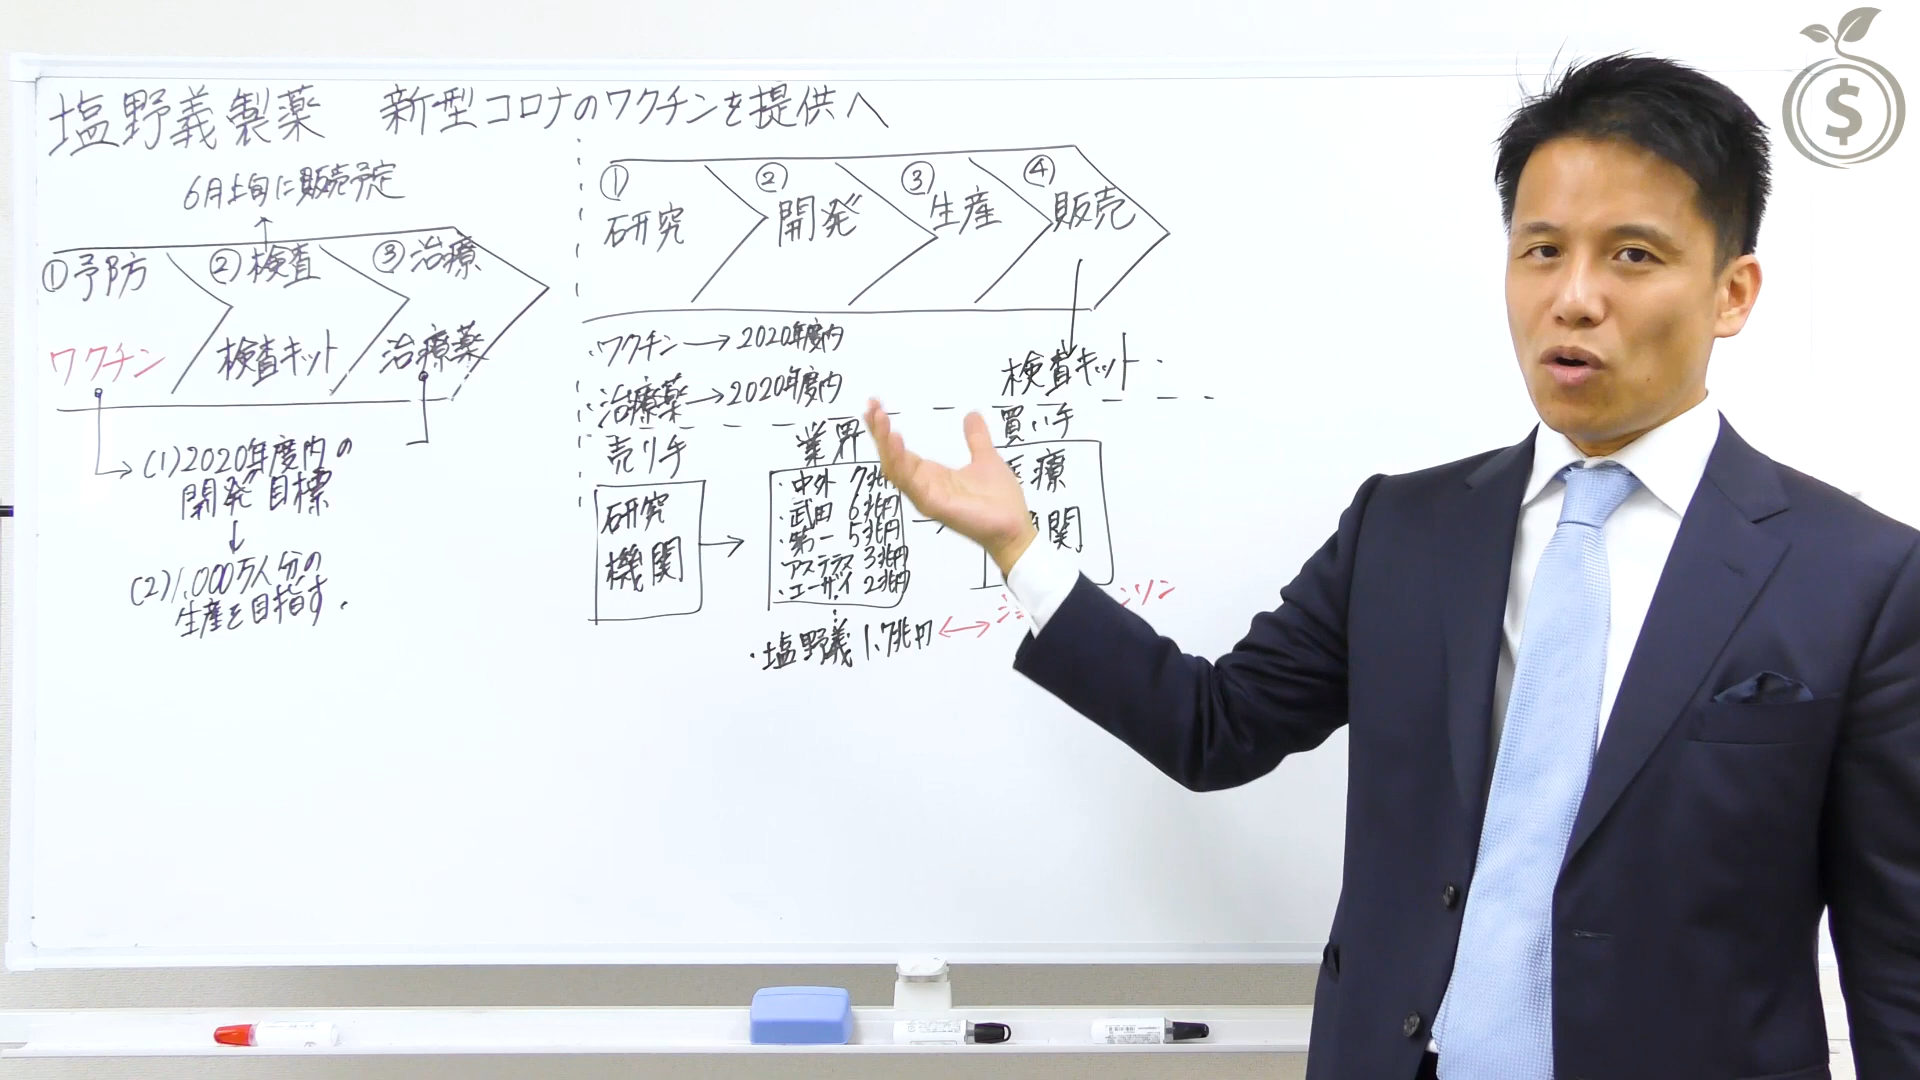 塩野義製薬　新型コロナのワクチンを提供へ
6月上旬に販売予定
①予防　②検査　③治療
ワクチン　検査キット　治療薬
(1)2020年度内の
開発目標
(2)1,000万人分の
生産を目指す.
①研究　②開発　③生産　④販売
・ワクチン→2020年度内
・治療薬→2020年度内
検査キット.
売り手　業界　買い手
研究
機関
・中外　7兆円
・武田　6兆円
・第一　5兆円
・アステラス　3兆円
・エーザイ　2兆円
・塩野義　1.7兆円
医療
関
$